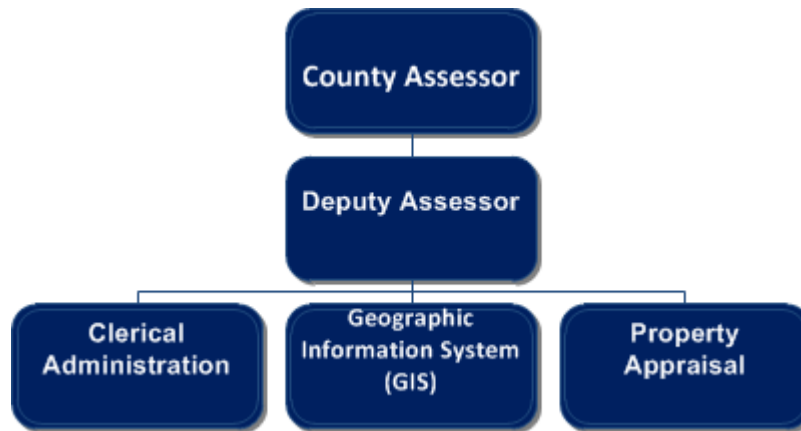 County Assessor
Deputy Assessor
Clerical
Administration
Geographic
Information System
(GIS)
Property
Appraisal